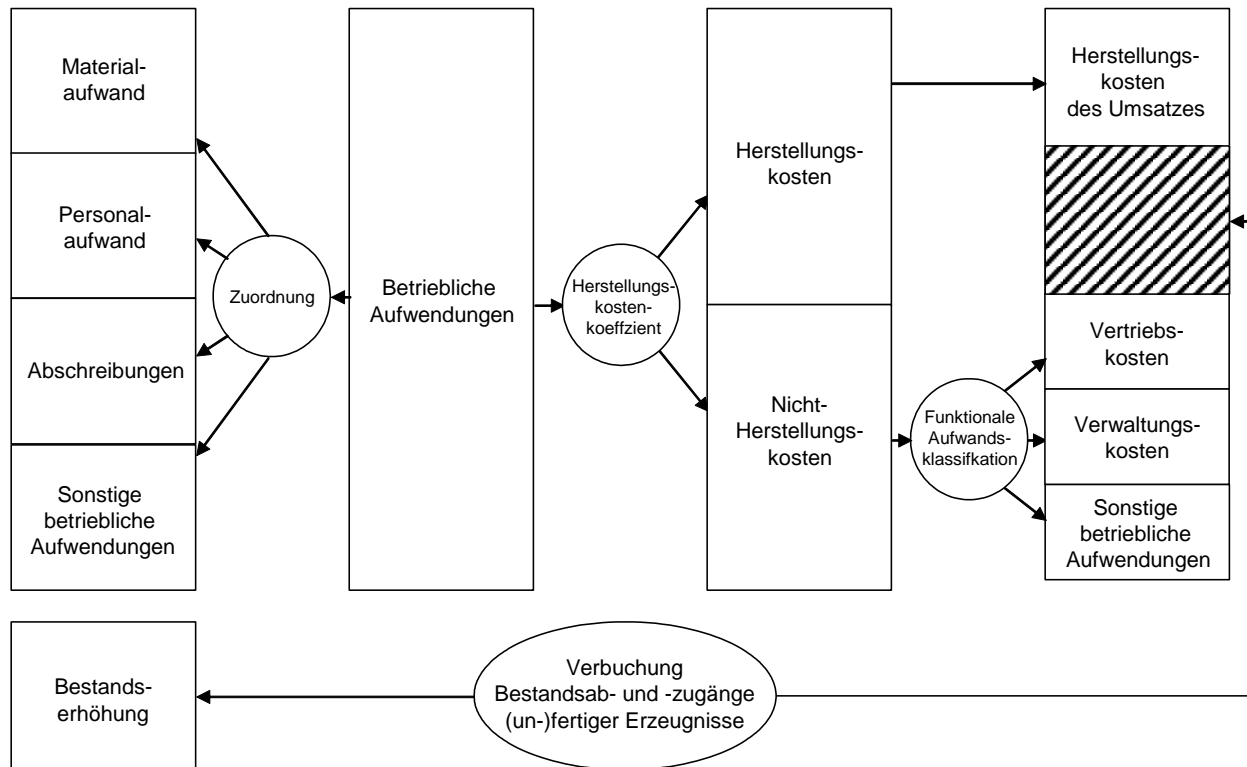 Material-
aufwand
Personal-
aufwand
Abschreibungen
Sonstige
betriebliche
Aufwendungen
Zuordnung
Betriebliche
Aufwendungen
Herstellungs-
kosten-
koeffzient
Herstellungs-
kosten
Nicht-
Herstellungs-
kosten
Funktionale
Aufwands-
klassifkation
Herstellungs-
kosten
des Umsatzes
Vertriebs-
kosten
Verwaltungs-
kosten
Sonstige
betriebliche
Aufwendungen
Bestands-
erhöhung
Verbuchung
Bestandsab- und -zugänge
(un-)fertiger Erzeugnisse